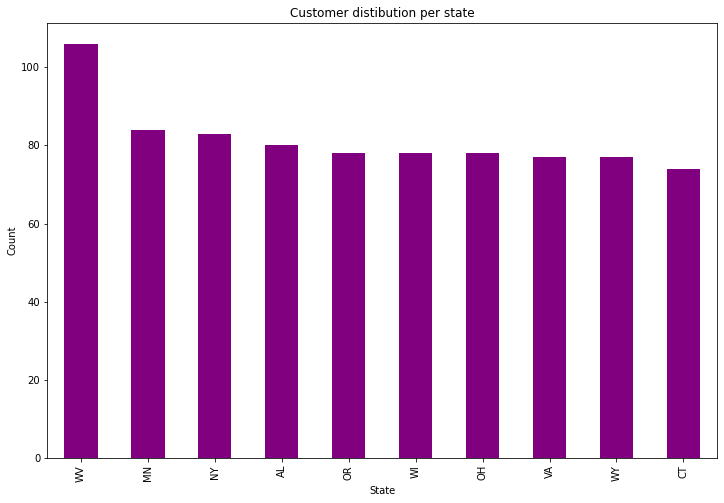 Customer distibution per state
Count
100
80
60
40
20
0
WV
MN
NY
AL
OR
WI
OH
VA
WY
CT
State